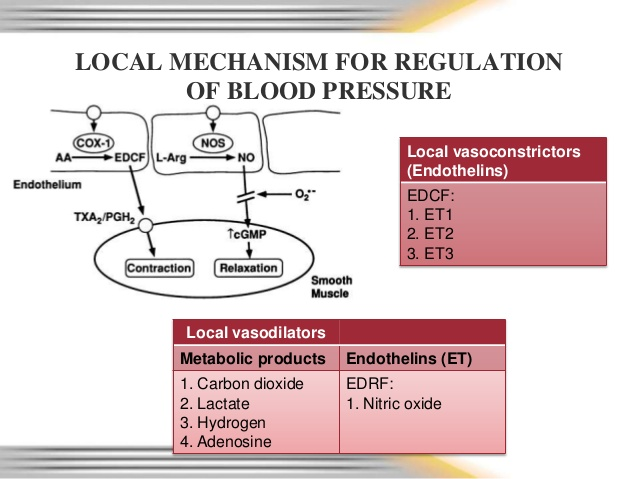 LOCAL MECHANISM FOR REGULATION
OF BLOOD PRESSURE
COX-1
NOS
AA
EDCF
L-Arg
NO
Endothelium
O₂•–
TXA₂/PGH₂
↑cGMP
Contraction
Relaxation
Smooth
Muscle
Local vasoconstrictors
(Endothelins)
EDCF:
1. ET1
2. ET2
3. ET3
Local vasodilators
Metabolic products
Endothelins (ET)
1. Carbon dioxide
2. Lactate
3. Hydrogen
4. Adenosine
EDRF:
1. Nitric oxide